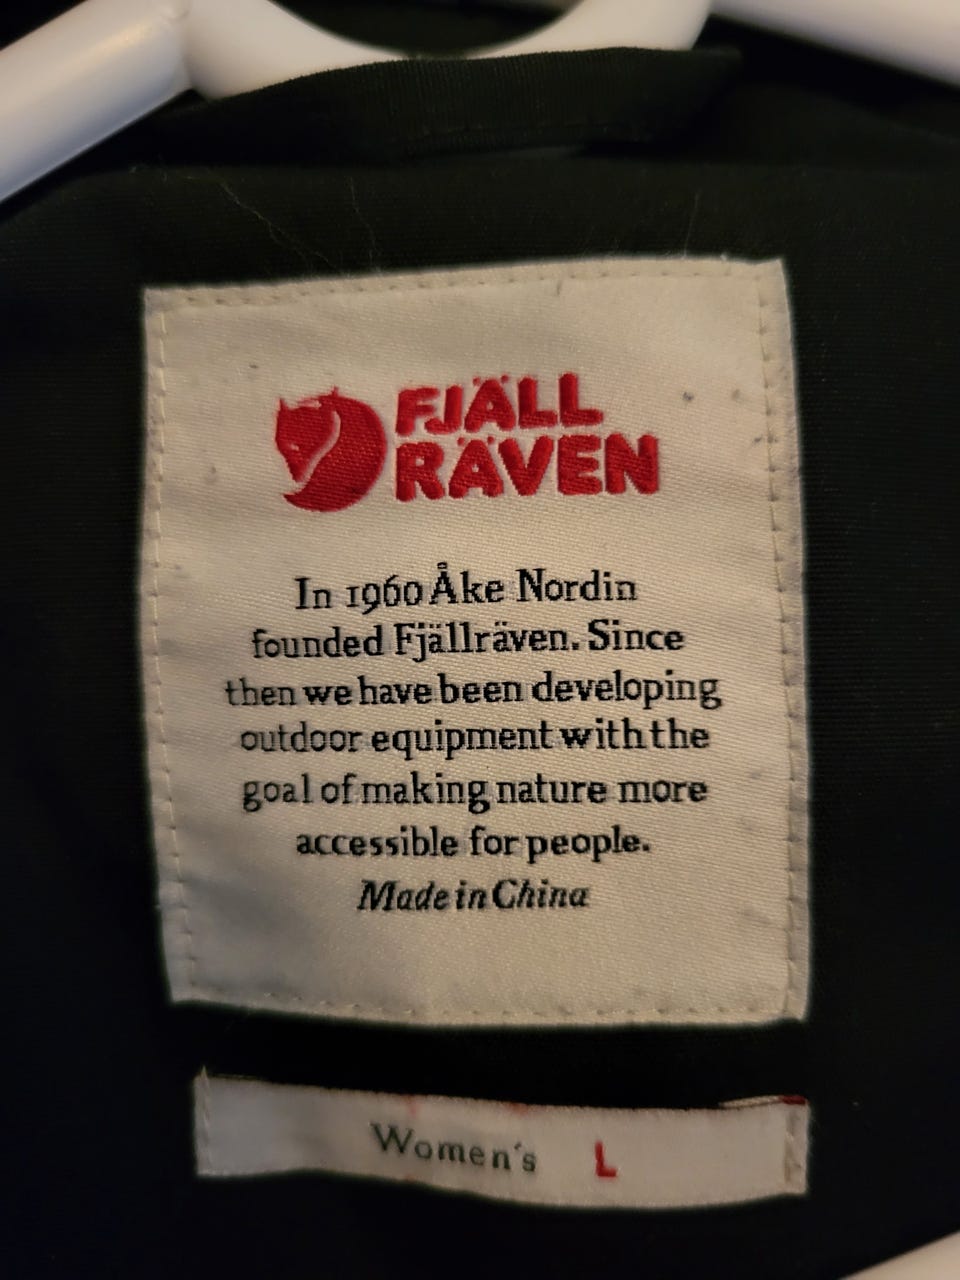 FJÄLL
RÄVEN
In 1960 Åke Nordin
founded Fjällräven. Since
then we have been developing
outdoor equipment with the
goal of making nature more
accessible for people.
Made in China
Women's L